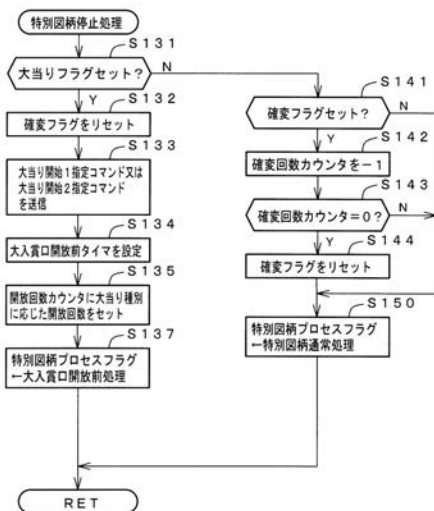 特別図柄停止処理
S131
大当りフラグセット？
N
Y
S132
確変フラグをリセット
S133
大当り開始1指定コマンド又は
大当り開始2指定コマンド
を送信
S134
大入賞口開放前タイマを設定
S135
開放回数カウンタに大当り種別
に応じた開放回数をセット
S137
特別図柄プロセスフラグ
←大入賞口開放前処理
S141
確変フラグセット？
N
Y
S142
確変回数カウンタを－1
S143
確変回数カウンタ＝0？
N
Y
S144
確変フラグをリセット
S150
特別図柄プロセスフラグ
←特別図柄通常処理
RET